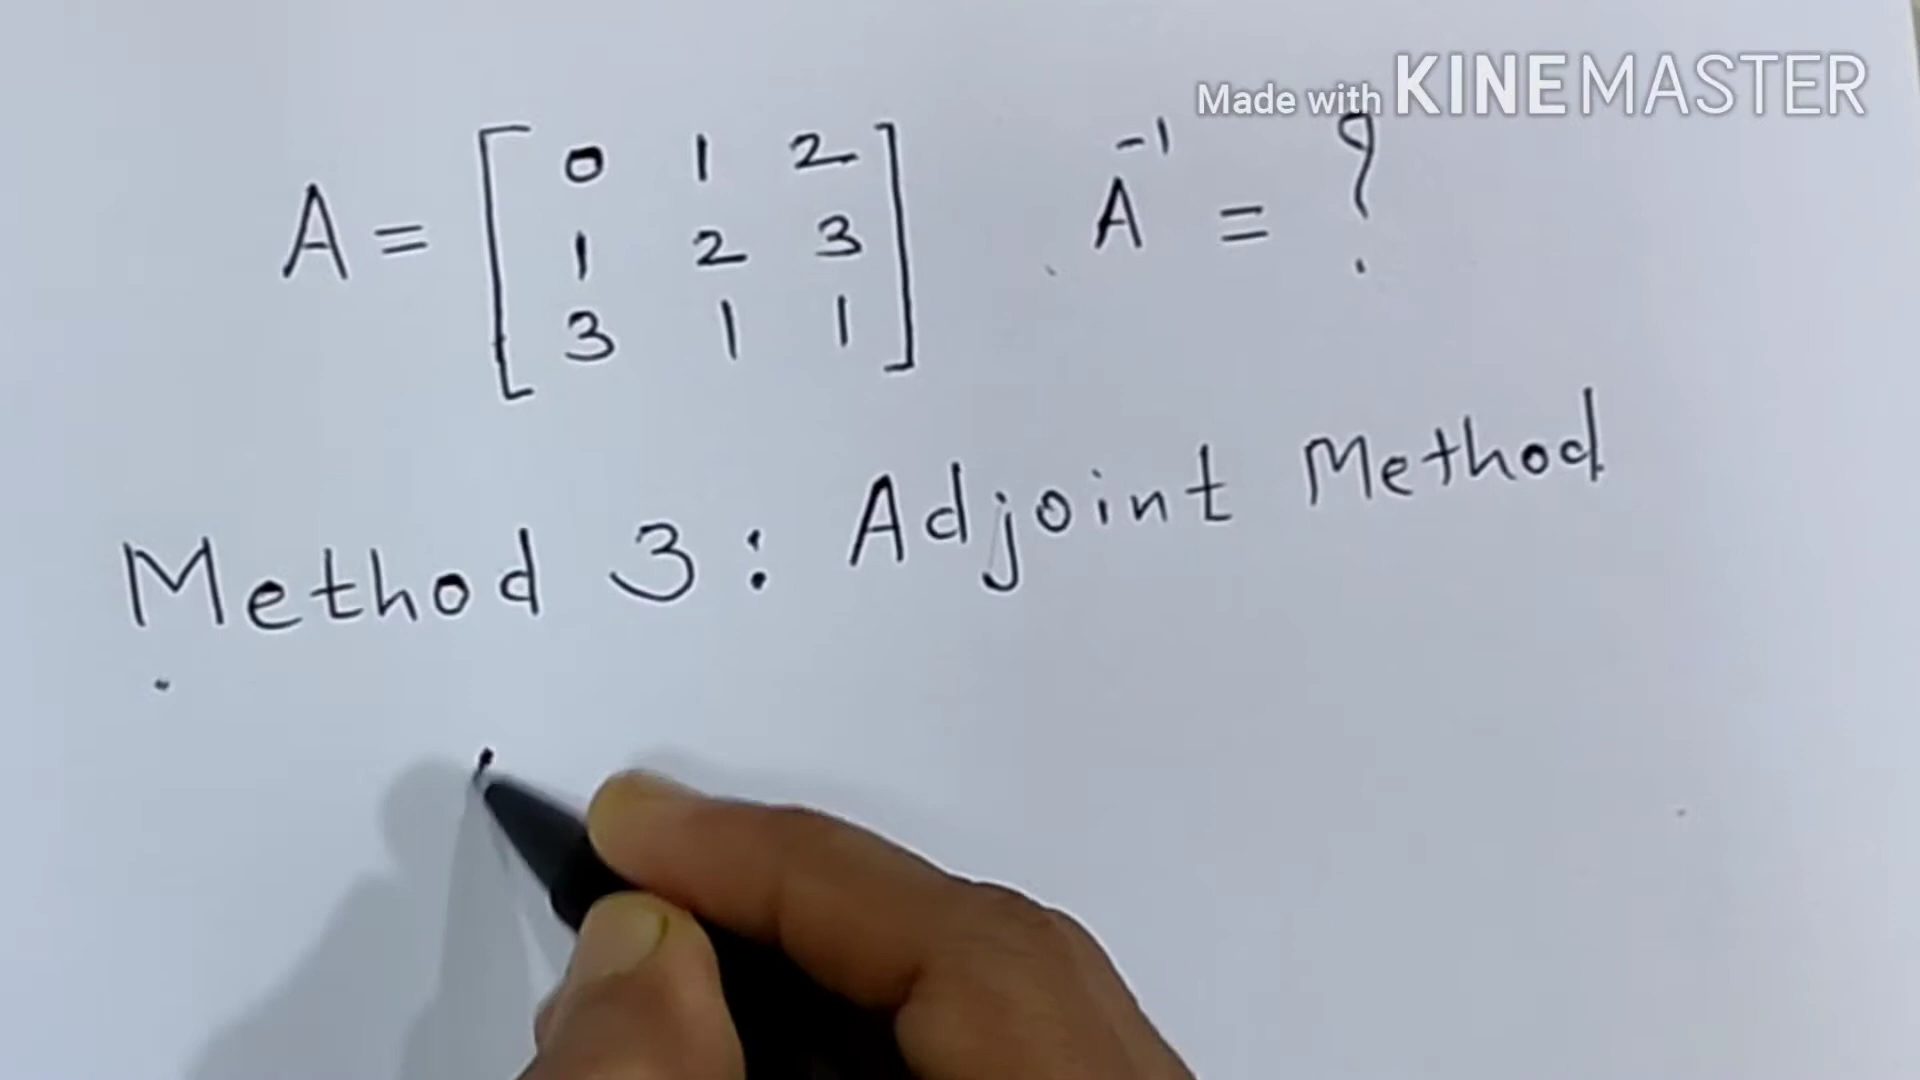 Made with KINEMASTER
A = [ 0 1 2
1 2 3
3 1 1 ] A⁻¹ = ?
Method 3 : Adjoint Method